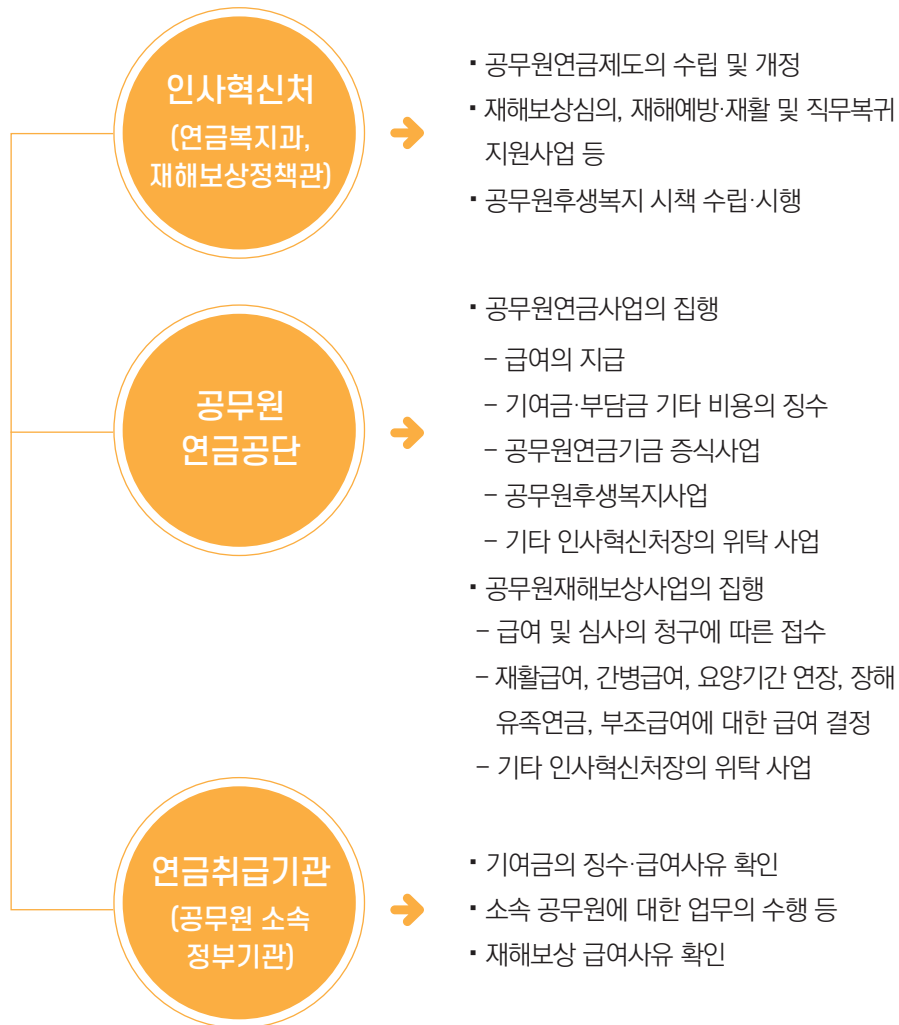 인사혁신처
(연금복지과,
재해보상정책관)
▪ 공무원연금제도의 수립 및 개정
▪ 재해보상심의, 재해예방·재활 및 직무복귀
지원사업 등
▪ 공무원후생복지 시책 수립·시행
공무원
연금공단
▪ 공무원연금사업의 집행
– 급여의 지급
– 기여금·부담금 기타 비용의 징수
– 공무원연금기금 증식사업
– 공무원후생복지사업
– 기타 인사혁신처장의 위탁 사업
▪ 공무원재해보상사업의 집행
– 급여 및 심사의 청구에 따른 접수
– 재활급여, 간병급여, 요양기간 연장, 장해
유족연금, 부조급여에 대한 급여 결정
– 기타 인사혁신처장의 위탁 사업
연금취급기관
(공무원 소속
정부기관)
▪ 기여금의 징수·급여사유 확인
▪ 소속 공무원에 대한 업무의 수행 등
▪ 재해보상 급여사유 확인